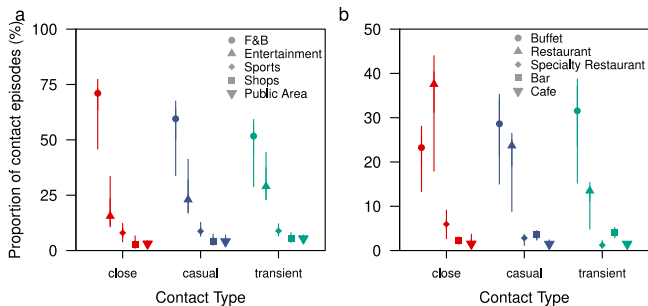 a
Proportion of contact episodes (%)
100
75
50
25
0
F&B
Entertainment
Sports
Shops
Public Area
close
casual
transient
Contact Type
b
50
40
30
20
10
0
Buffet
Restaurant
Specialty Restaurant
Bar
Cafe
close
casual
transient
Contact Type